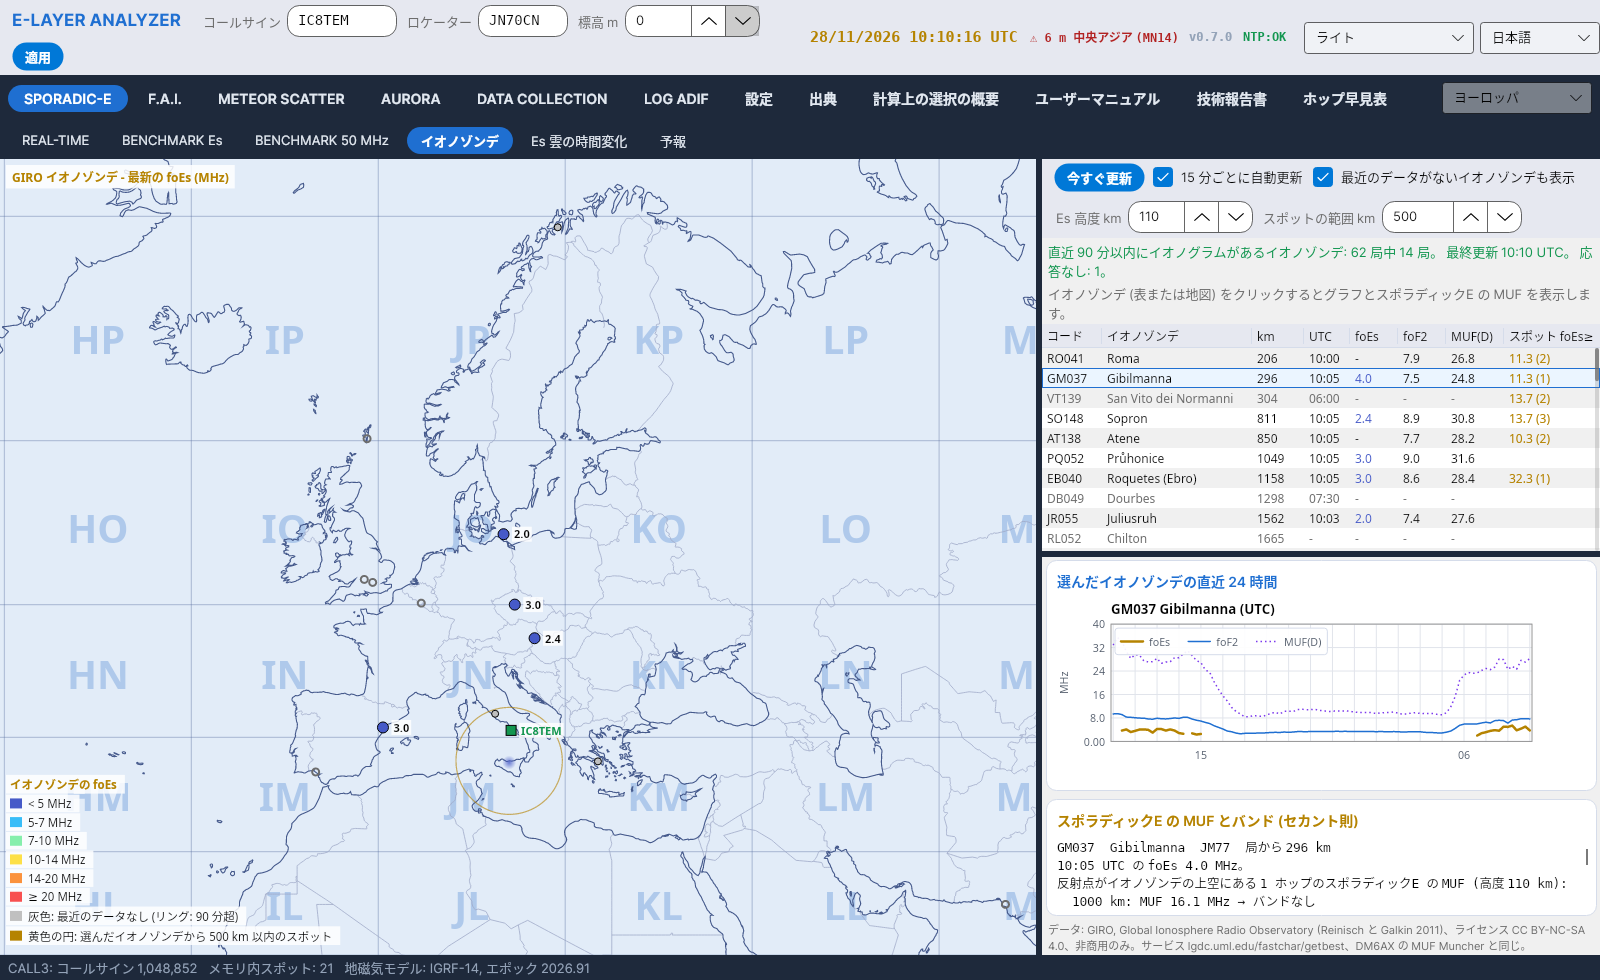 E-LAYER ANALYZER コールサイン IC8TEM ロケーター JN70CN 標高 m 0
28/11/2026 10:10:16 UTC ⚠ 6 m 中央アジア (MN14) v0.7.0 NTP:OK ライト 日本語
適用
SPORADIC-E F.A.I. METEOR SCATTER AURORA DATA COLLECTION LOG ADIF 設定 出典 計算上の選択の概要 ユーザーマニュアル 技術報告書 ホップ早見表 ヨーロッパ
REAL-TIME BENCHMARK Es BENCHMARK 50 MHz イオノゾンデ Es 雲の時間変化 予報
GIRO イオノゾンデ - 最新の foEs (MHz)
HP IP JP KP LP M
HO IO JO KO LO M
2.0
3.0
2.4
HN IN JN KN LN M
3.0
IC8TEM
HM IM JM KM LM M
HL IL JL KL LL M
イオノゾンデの foEs
< 5 MHz
5-7 MHz
7-10 MHz
10-14 MHz
14-20 MHz
≥ 20 MHz
灰色: 最近のデータなし (リング: 90 分超)
黄色の円: 選んだイオノゾンデから 500 km 以内のスポット
今すぐ更新 15 分ごとに自動更新 最近のデータがないイオノゾンデも表示
Es 高度 km 110 スポットの範囲 km 500
直近 90 分以内にイオノグラムがあるイオノゾンデ: 62 局中 14 局。 最終更新 10:10 UTC。 応
答なし: 1。
イオノゾンデ (表または地図) をクリックするとグラフとスポラディックE の MUF を表示しま
す。
コード イオノゾンデ km UTC foEs foF2 MUF(D) スポット foEs≥
RO041 Roma 206 10:00 - 7.9 26.8 11.3 (2)
GM037 Gibilmanna 296 10:05 4.0 7.5 24.8 11.3 (1)
VT139 San Vito dei Normanni 304 06:00 - - - 13.7 (2)
SO148 Sopron 811 10:05 2.4 8.9 30.8 13.7 (3)
AT138 Atene 850 10:05 - 7.7 28.2 10.3 (2)
PQ052 Průhonice 1049 10:05 3.0 9.0 31.6
EB040 Roquetes (Ebro) 1158 10:05 3.0 8.6 28.4 32.3 (1)
DB049 Dourbes 1298 07:30 - - -
JR055 Juliusruh 1562 10:03 2.0 7.4 27.6
RL052 Chilton 1665 - - - -
選んだイオノゾンデの直近 24 時間
GM037 Gibilmanna (UTC)
foEs foF2 MUF(D)
MHz
40
32
24
16
8.0
0.00
15 06
スポラディックE の MUF とバンド (セカント則)
GM037 Gibilmanna JM77 局から 296 km
10:05 UTC の foEs 4.0 MHz。
反射点がイオノゾンデの上空にある 1 ホップのスポラディックE の MUF (高度 110 km):
1000 km: MUF 16.1 MHz → バンドなし
データ: GIRO, Global Ionosphere Radio Observatory (Reinisch と Galkin 2011)、ライセンス CC BY-NC-SA
4.0、非商用のみ。サービス lgdc.uml.edu/fastchar/getbest、DM6AX の MUF Muncher と同じ。
CALL3: コールサイン 1,048,852 メモリ内スポット: 21 地磁気モデル: IGRF-14, エポック 2026.91